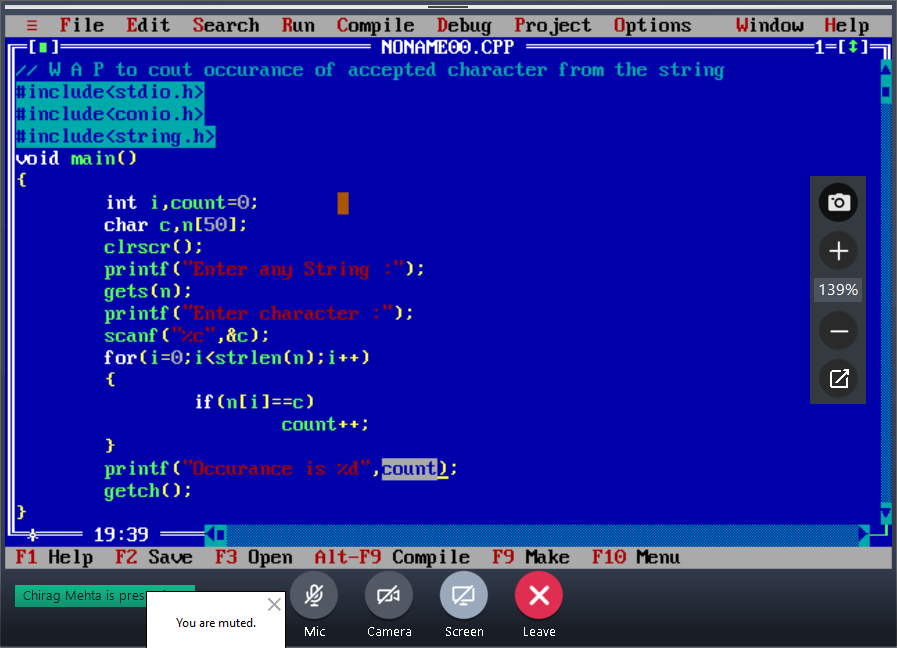 ≡ File Edit Search Run Compile Debug Project Options Window Help
[■] NONAME00.CPP 1=[↕]
// W A P to cout occurance of accepted character from the string
#include<stdio.h>
#include<conio.h>
#include<string.h>
void main()
{
int i,count=0;
char c,n[50];
clrscr();
printf("Enter any String :");
gets(n);
printf("Enter character :");
scanf("%c",&c);
for(i=0;i<strlen(n);i++)
{
if(n[i]==c)
count++;
}
printf("Occurance is %d",count);
getch();
}
139%
19:39
F1 Help F2 Save F3 Open Alt-F9 Compile F9 Make F10 Menu
Chirag Mehta is pres
You are muted.
Mic Camera Screen Leave